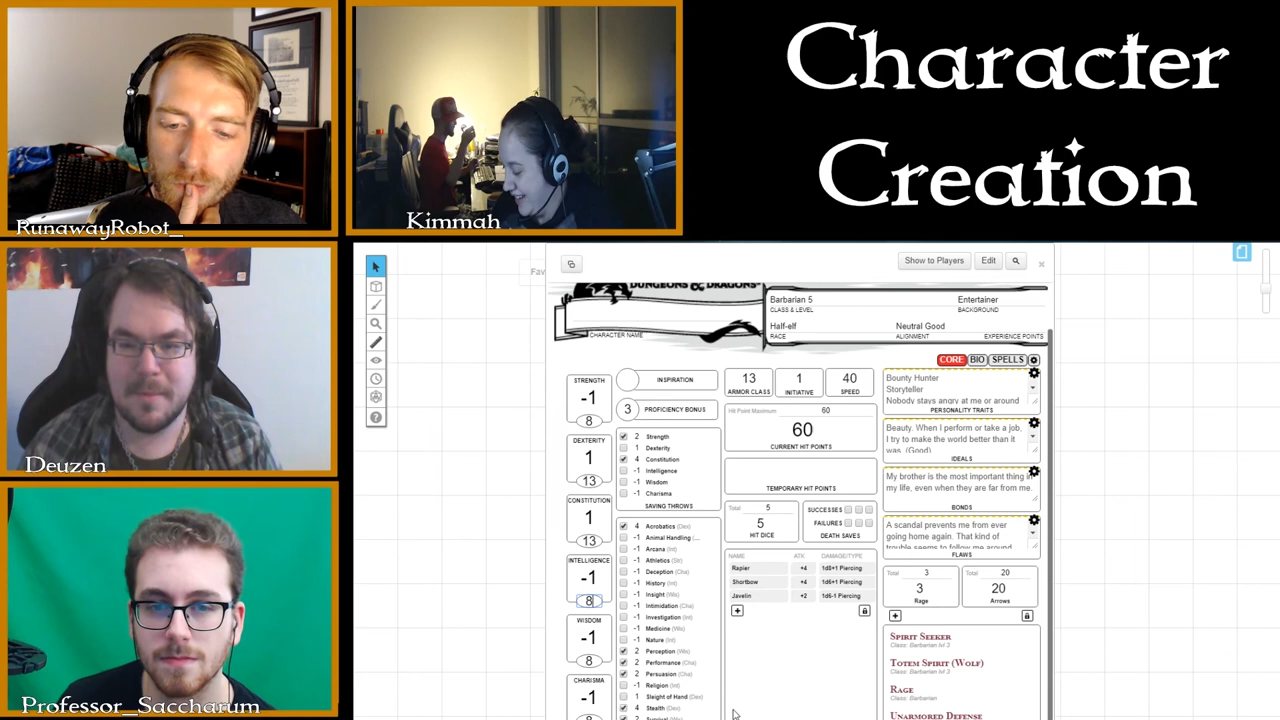 Character
Creation
RunawayRobot_
Kimmah
Deuzen
Professor_Saccharum
Fav
Show to Players
Edit
DUNGEONS & DRAGONS
CHARACTER NAME
Barbarian 5
Entertainer
CLASS & LEVEL
BACKGROUND
Half-elf
Neutral Good
RACE
ALIGNMENT
EXPERIENCE POINTS
CORE
BIO
SPELLS
STRENGTH
-1
8
DEXTERITY
1
13
CONSTITUTION
1
13
INTELLIGENCE
-1
8
WISDOM
-1
8
CHARISMA
-1
INSPIRATION
3 PROFICIENCY BONUS
2 Strength
1 Dexterity
4 Constitution
-1 Intelligence
-1 Wisdom
-1 Charisma
SAVING THROWS
4 Acrobatics (Dex)
-1 Animal Handling (...
-1 Arcana (Int)
-1 Athletics (Str)
-1 Deception (Cha)
-1 History (Int)
-1 Insight (Wis)
-1 Intimidation (Cha)
-1 Investigation (Int)
-1 Medicine (Wis)
-1 Nature (Int)
2 Perception (Wis)
2 Performance (Cha)
2 Persuasion (Cha)
-1 Religion (Int)
1 Sleight of Hand (Dex)
4 Stealth (Dex)
2 Survival (Wis)
13
ARMOR CLASS
1
INITIATIVE
40
SPEED
Hit Point Maximum 60
60
CURRENT HIT POINTS
TEMPORARY HIT POINTS
Total 5
5
HIT DICE
SUCCESSES
FAILURES
DEATH SAVES
NAME ATK DAMAGE/TYPE
Rapier +4 1d8+1 Piercing
Shortbow +4 1d6+1 Piercing
Javelin +2 1d6-1 Piercing
Bounty Hunter
Storyteller
Nobody stays angry at me or around
PERSONALITY TRAITS
Beauty. When I perform or take a job,
I try to make the world better than it
was. (Good)
IDEALS
My brother is the most important thing in
my life, even when they are far from me.
BONDS
A scandal prevents me from ever
going home again. That kind of
trouble seems to follow me around
FLAWS
Total 3
3
Rage
Total 20
20
Arrows
SPIRIT SEEKER
Class: Barbarian lvl 3
TOTEM SPIRIT (WOLF)
Class: Barbarian lvl 3
RAGE
Class: Barbarian
UNARMORED DEFENSE